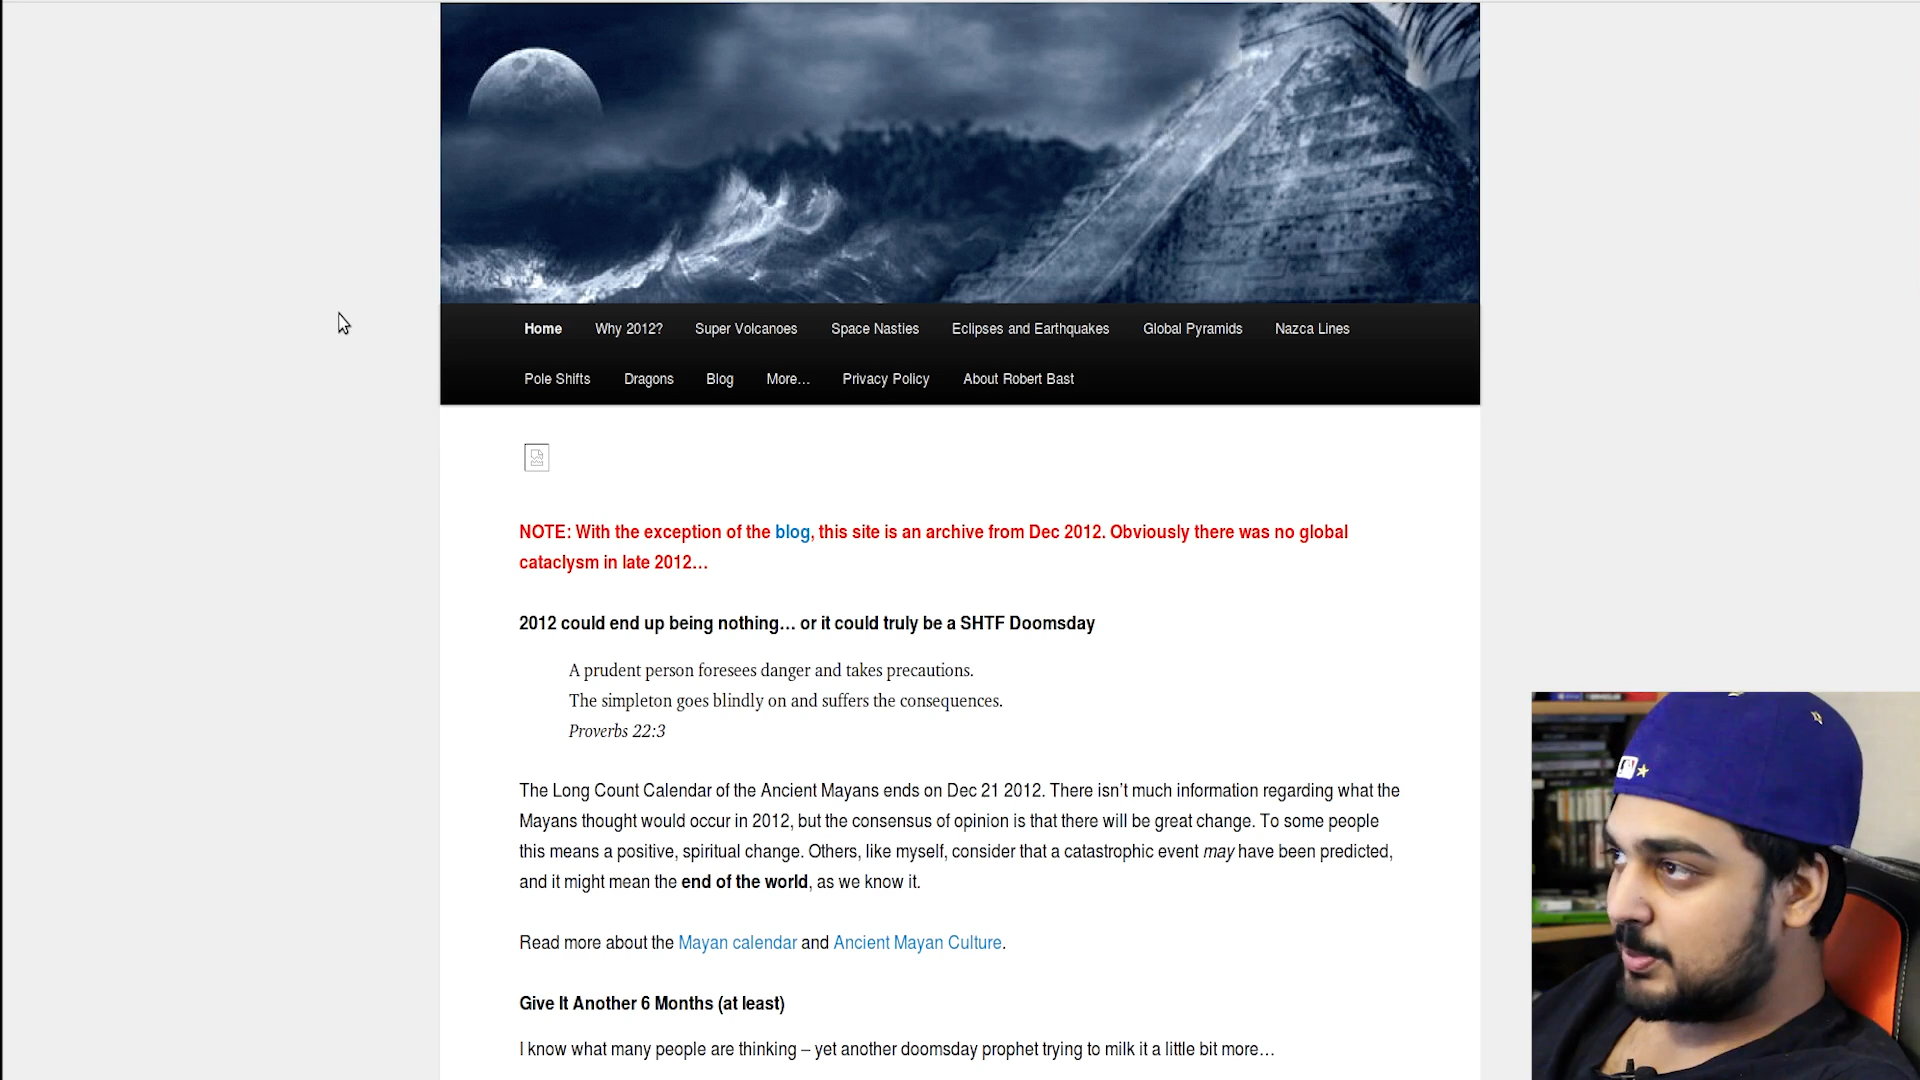 Home Why 2012? Super Volcanoes Space Nasties Eclipses and Earthquakes Global Pyramids Nazca Lines
Pole Shifts Dragons Blog More… Privacy Policy About Robert Bast
NOTE: With the exception of the blog, this site is an archive from Dec 2012. Obviously there was no global
cataclysm in late 2012…
2012 could end up being nothing… or it could truly be a SHTF Doomsday
A prudent person foresees danger and takes precautions.
The simpleton goes blindly on and suffers the consequences.
Proverbs 22:3
The Long Count Calendar of the Ancient Mayans ends on Dec 21 2012. There isn’t much information regarding what the
Mayans thought would occur in 2012, but the consensus of opinion is that there will be great change. To some people
this means a positive, spiritual change. Others, like myself, consider that a catastrophic event may have been predicted,
and it might mean the end of the world, as we know it.
Read more about the Mayan calendar and Ancient Mayan Culture.
Give It Another 6 Months (at least)
I know what many people are thinking – yet another doomsday prophet trying to milk it a little bit more…